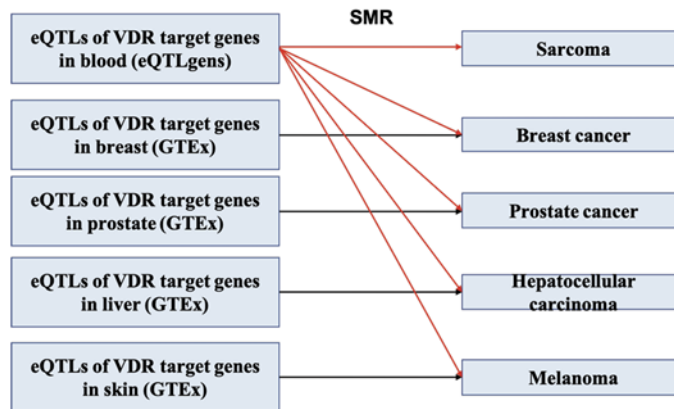 SMR
eQTLs of VDR target genes
in blood (eQTLgens)
Sarcoma
eQTLs of VDR target genes
in breast (GTEx)
Breast cancer
eQTLs of VDR target genes
in prostate (GTEx)
Prostate cancer
eQTLs of VDR target genes
in liver (GTEx)
Hepatocellular
carcinoma
eQTLs of VDR target genes
in skin (GTEx)
Melanoma